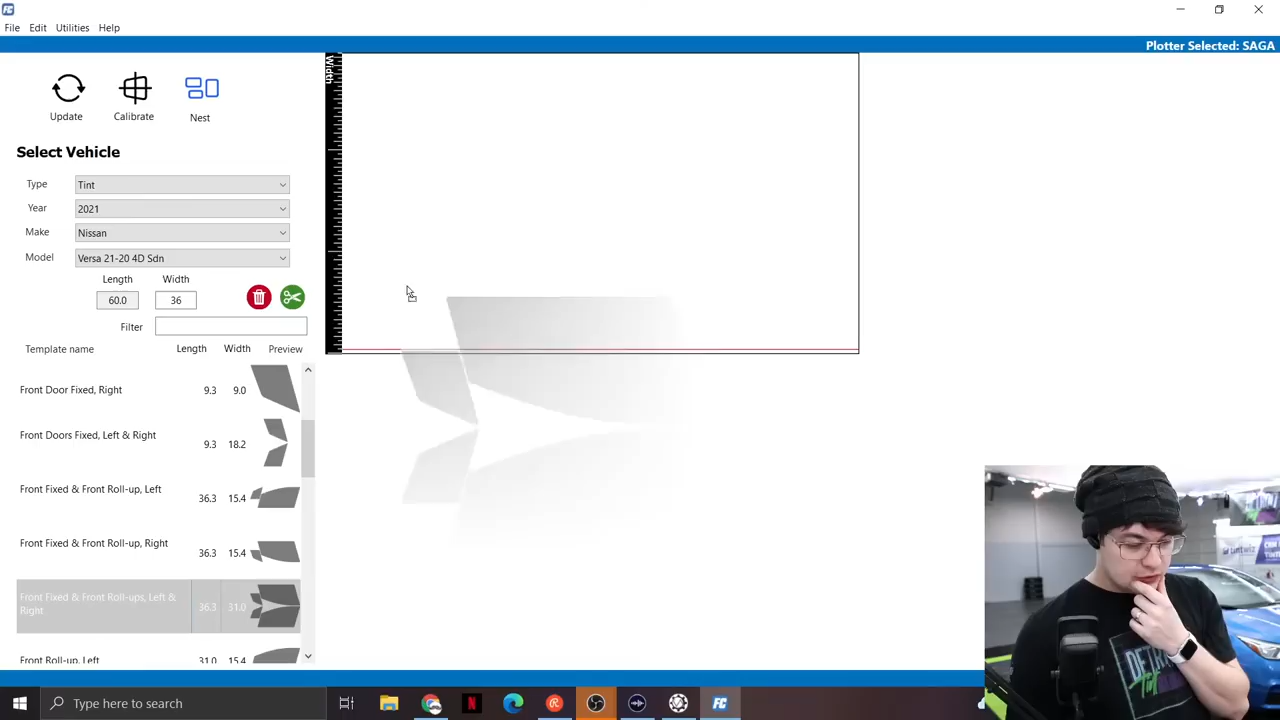 FC
File Edit Utilities Help
Plotter Selected: SAGA
Update Calibrate Nest
Select Vehicle
Type Tint
Year 2021
Make Nissan
Model Versa 21-20 4D Sdn
Length Width
60.0 36
Filter
Template name Length Width Preview
Front Door Fixed, Right 9.3 9.0
Front Doors Fixed, Left & Right 9.3 18.2
Front Fixed & Front Roll-up, Left 36.3 15.4
Front Fixed & Front Roll-up, Right 36.3 15.4
Front Fixed & Front Roll-ups, Left &
Right 36.3 31.0
Front Roll-up, Left 31.0 15.4
Width
tintwiz
DETROIT
Type here to search
FC